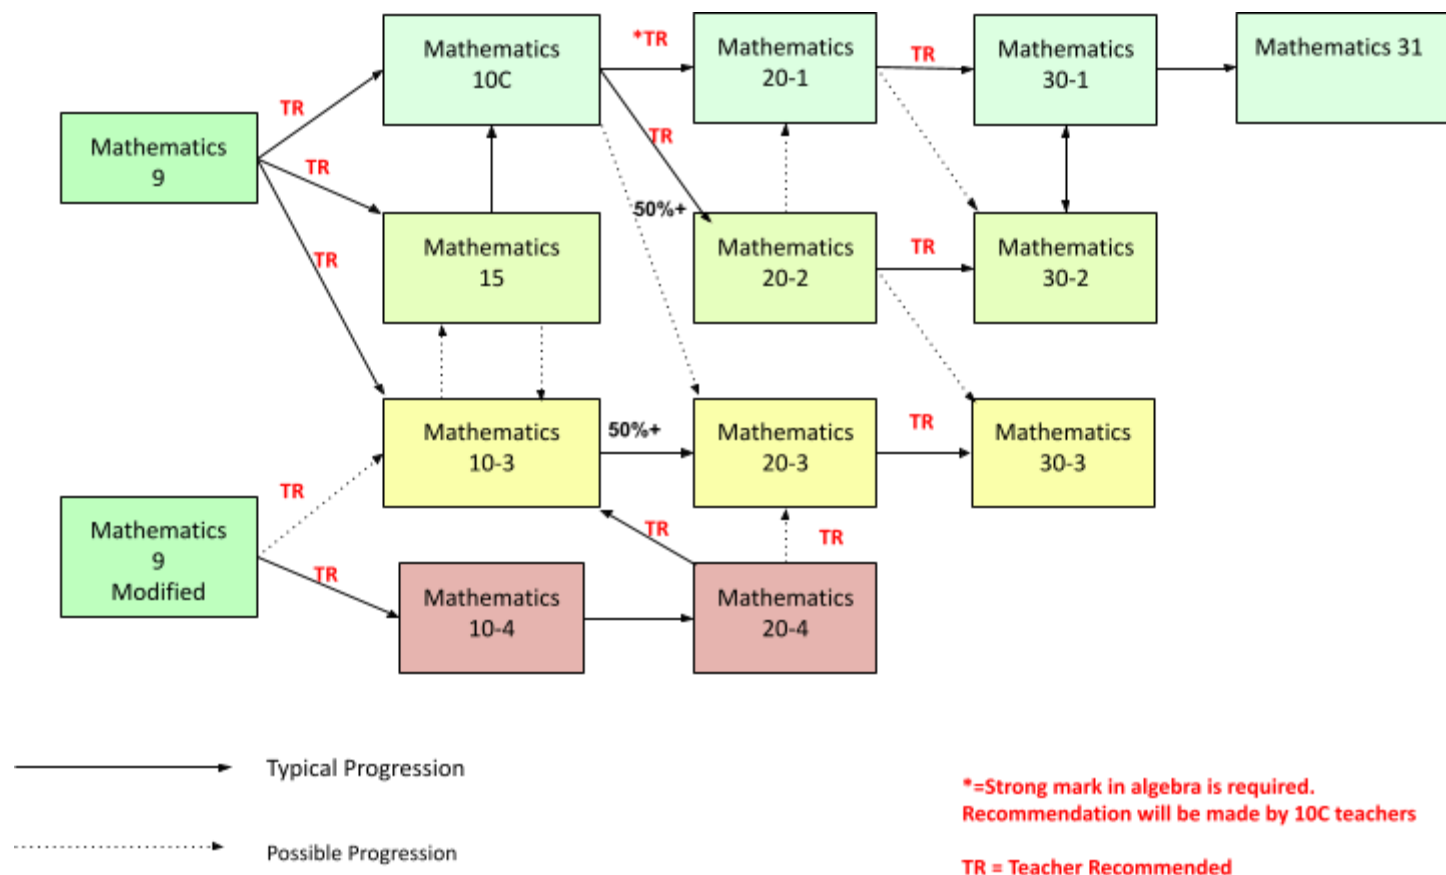 *TR
Mathematics
10C
Mathematics
20-1
TR
Mathematics
30-1
Mathematics 31
TR
Mathematics
9
TR
TR
50%+
TR
Mathematics
15
Mathematics
20-2
TR
Mathematics
30-2
Mathematics
10-3
50%+
Mathematics
20-3
TR
Mathematics
30-3
TR
Mathematics
9
Modified
TR
TR
TR
Mathematics
10-4
Mathematics
20-4
Typical Progression
Possible Progression
*=Strong mark in algebra is required.
Recommendation will be made by 10C teachers
TR = Teacher Recommended